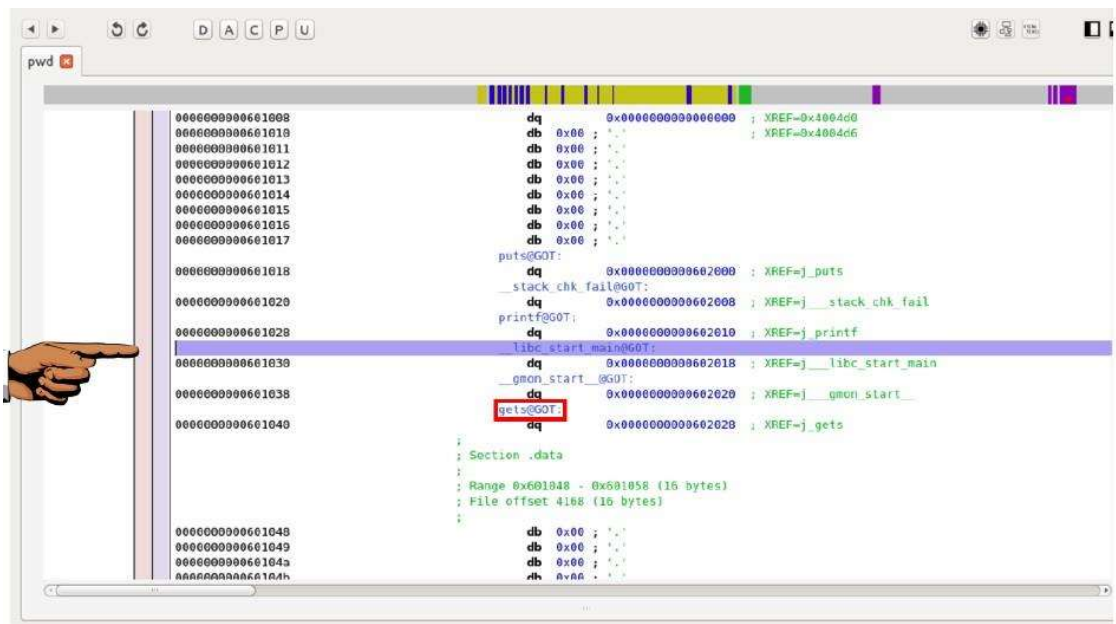 D A C P U
pwd
0000000000601008 dq 0x0000000000000000 ; XREF=0x4004d0
0000000000601010 db 0x00 ; '.' ; XREF=0x4004d6
0000000000601011 db 0x00 ; '.'
0000000000601012 db 0x00 ; '.'
0000000000601013 db 0x00 ; '.'
0000000000601014 db 0x00 ; '.'
0000000000601015 db 0x00 ; '.'
0000000000601016 db 0x00 ; '.'
0000000000601017 db 0x00 ; '.'
puts@GOT:
0000000000601018 dq 0x0000000000602000 ; XREF=j_puts
__stack_chk_fail@GOT:
0000000000601020 dq 0x0000000000602008 ; XREF=j___stack_chk_fail
printf@GOT:
0000000000601028 dq 0x0000000000602010 ; XREF=j_printf
__libc_start_main@GOT:
0000000000601030 dq 0x0000000000602018 ; XREF=j___libc_start_main
__gmon_start__@GOT:
0000000000601038 dq 0x0000000000602020 ; XREF=j___gmon_start__
gets@GOT:
0000000000601040 dq 0x0000000000602028 ; XREF=j_gets
;
; Section .data
;
; Range 0x601048 - 0x601058 (16 bytes)
; File offset 4168 (16 bytes)
;
0000000000601048 db 0x00 ; '.'
0000000000601049 db 0x00 ; '.'
000000000060104a db 0x00 ; '.'
000000000060104b db 0x00 ; '.'